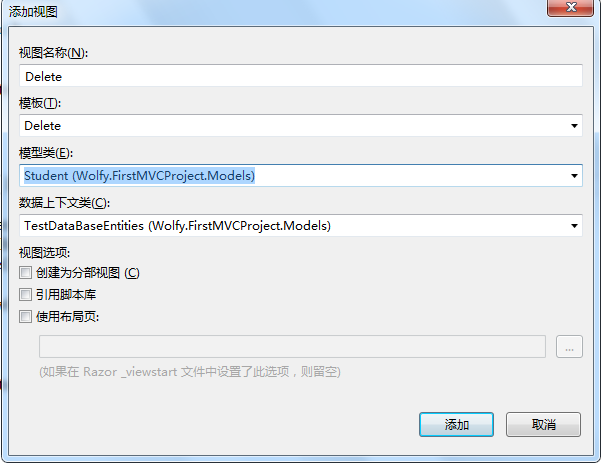 添加视图
视图名称(N):
Delete
模板(T):
Delete
模型类(E):
Student (Wolfy.FirstMVCProject.Models)
数据上下文类(C):
TestDataBaseEntities (Wolfy.FirstMVCProject.Models)
视图选项:
创建为分部视图 (C)
引用脚本库
使用布局页:
...
(如果在 Razor _viewstart 文件中设置了此选项，则留空)
添加 取消